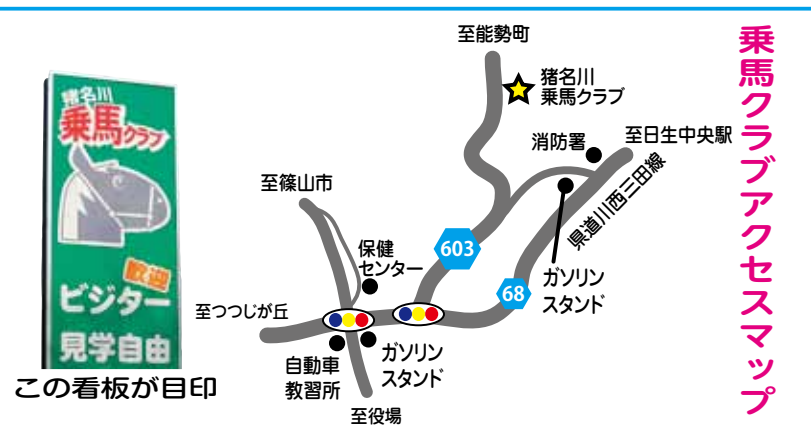 乗馬クラブアクセスマップ
猪名川
乗馬クラブ
歓迎
ビジター
見学自由
この看板が目印
至能勢町
猪名川
乗馬クラブ
消防署
至日生中央駅
県道川西三田線
至篠山市
保健
センター
603
68
ガソリン
スタンド
至つつじが丘
自動車
教習所
ガソリン
スタンド
至役場